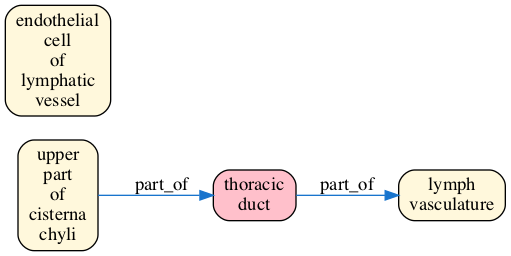 endothelial
cell
of
lymphatic
vessel
upper
part
of
cisterna
chyli
part_of
thoracic
duct
part_of
lymph
vasculature